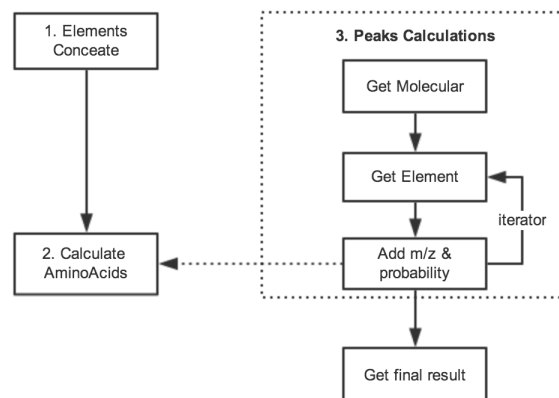 1. Elements
Conceate
3. Peaks Calculations
Get Molecular
Get Element
iterator
2. Calculate
AminoAcids
Add m/z &
probability
Get final result